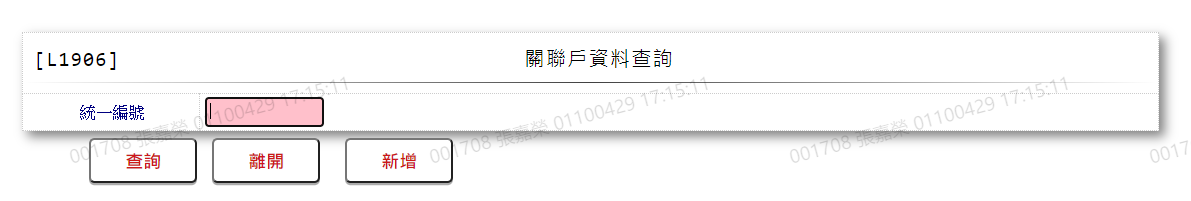 [L1906]
關聯戶資料查詢
統一編號
查詢
離開
新增
001708 張嘉榮 01100429 17:15:11
001708 張嘉榮 01100429 17:15:11
001708 張嘉榮 01100429 17:15:11
00170